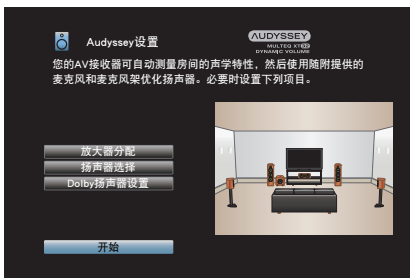 Audyssey设置
AUDYSSEY
MULTEQ XT32
DYNAMIC VOLUME
您的AV接收器可自动测量房间的声学特性，然后使用随附提供的
麦克风和麦克风架优化扬声器。必要时设置下列项目。
放大器分配
扬声器选择
Dolby扬声器设置
开始